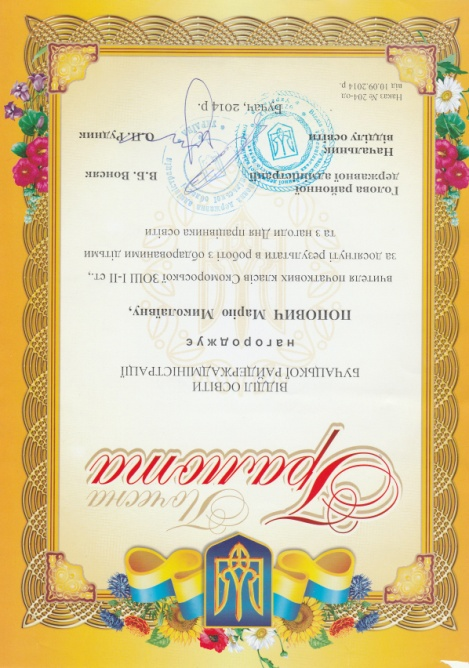 Почесна
Грамота
ВІДДІЛ ОСВІТИ
БУЧАЦЬКОЇ РАЙДЕРЖАДМІНІСТРАЦІЇ
нагороджує
ПОПОВИЧ Марію Миколаївну,
вчителя початкових класів Скомороської ЗОШ І-ІІ ст.,
за досягнуті результати в роботі з обдарованими дітьми
та з нагоди Дня працівника освіти
Голова районної
державної адміністрації В.Б. Вонсяк
Начальник
відділу освіти О.П. Рудник
Бучач, 2014 р.
Наказ № 204-од
від 10.09.2014 р.